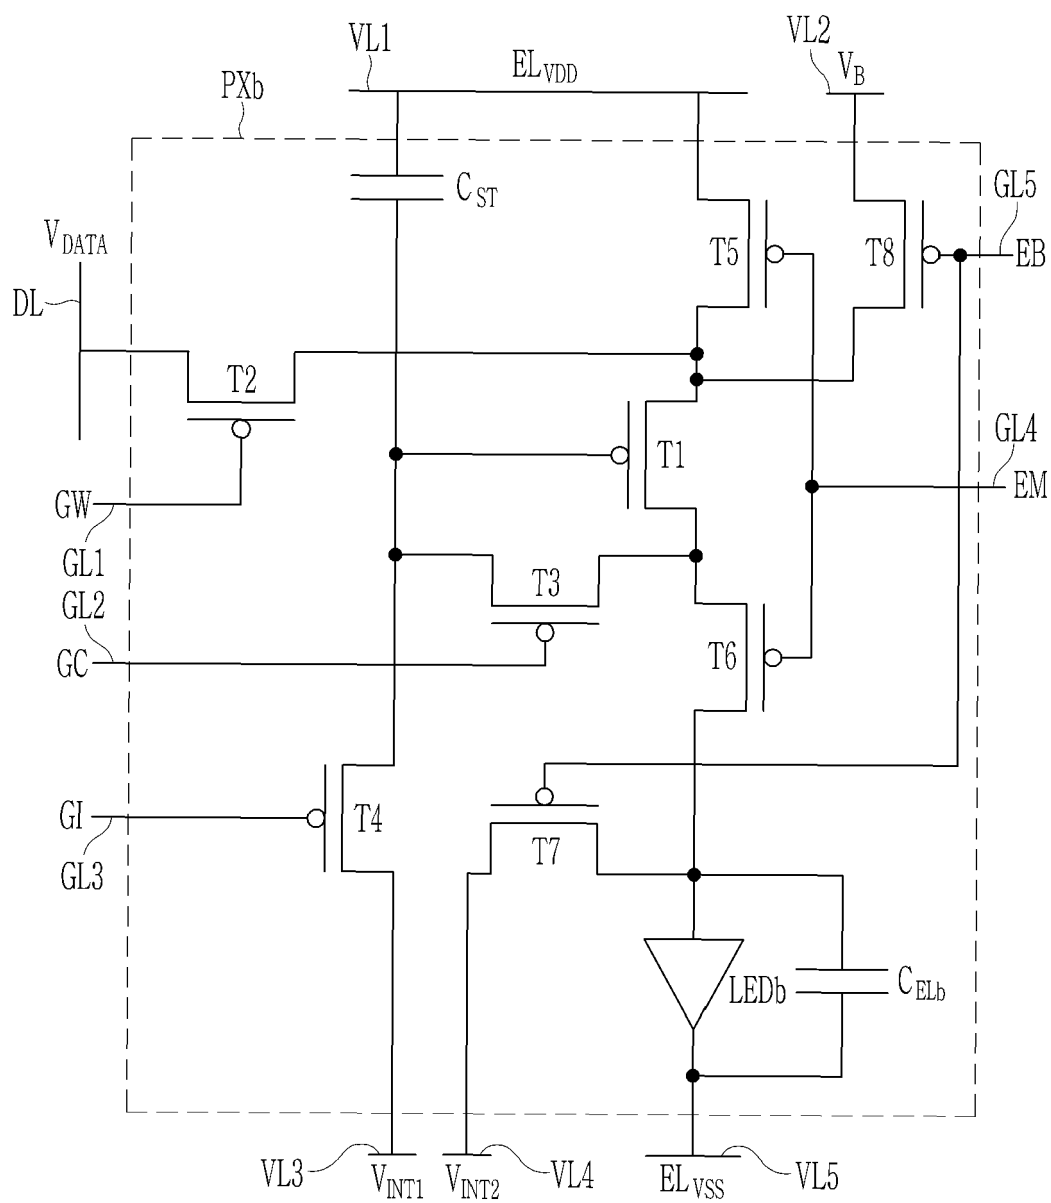 VL1
VL2
EL_VDD
V_B
PXb
C_ST
GL5
V_DATA
T5
T8
EB
DL
T2
T1
GL4
GW
EM
GL1
T3
GL2
T6
GC
GI
T4
T7
GL3
LEDb
C_ELb
VL3
V_INT1
V_INT2
VL4
EL_VSS
VL5